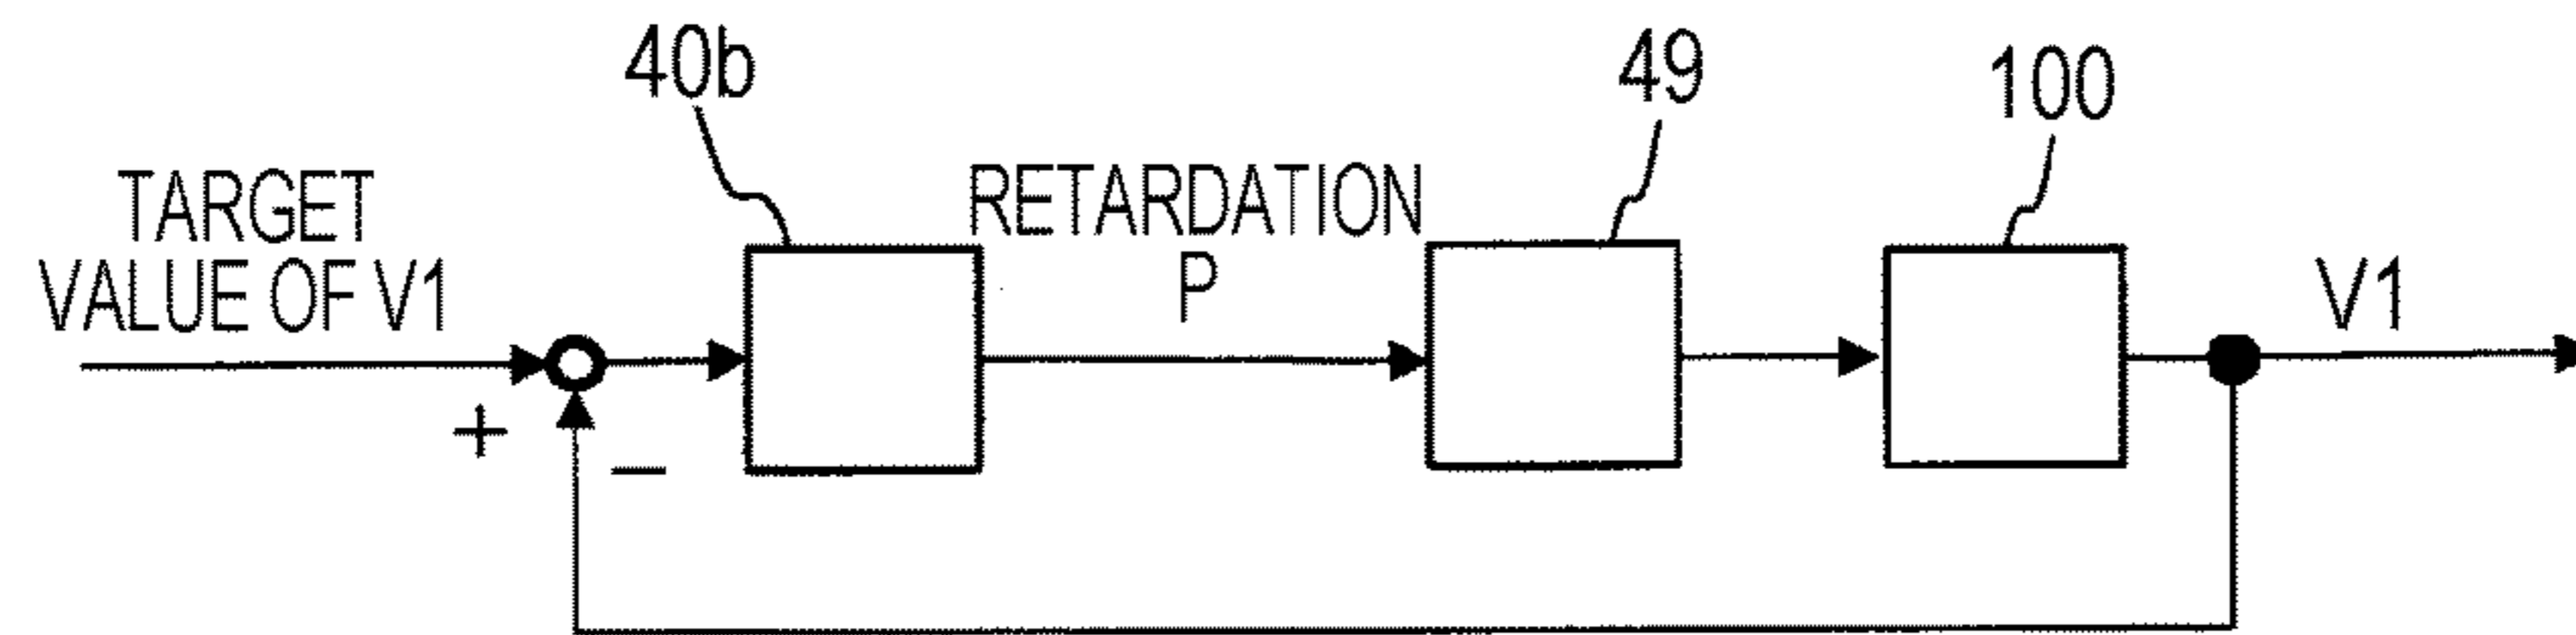 40b
49
100
TARGET
VALUE OF V1
RETARDATION
P
V1
+
−